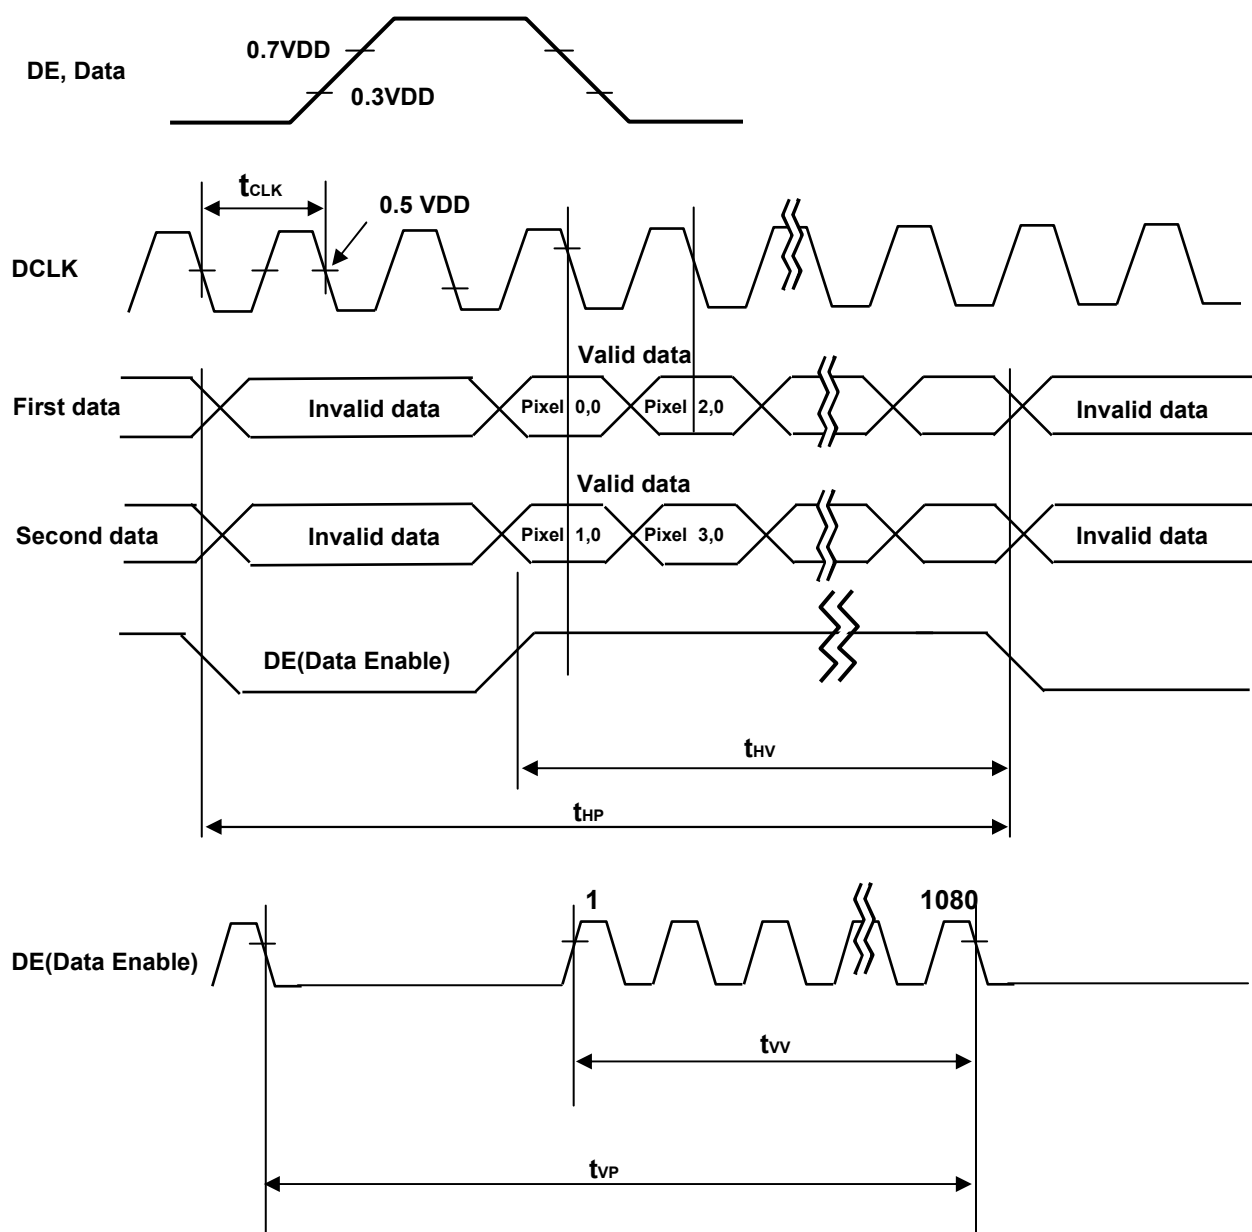 0.7VDD
DE, Data
0.3VDD
tCLK
0.5 VDD
DCLK
Valid data
First data
Invalid data
Pixel 0,0
Pixel 2,0
Invalid data
Valid data
Second data
Invalid data
Pixel 1,0
Pixel 3,0
Invalid data
DE(Data Enable)
tHV
tHP
1
1080
DE(Data Enable)
tVV
tVP